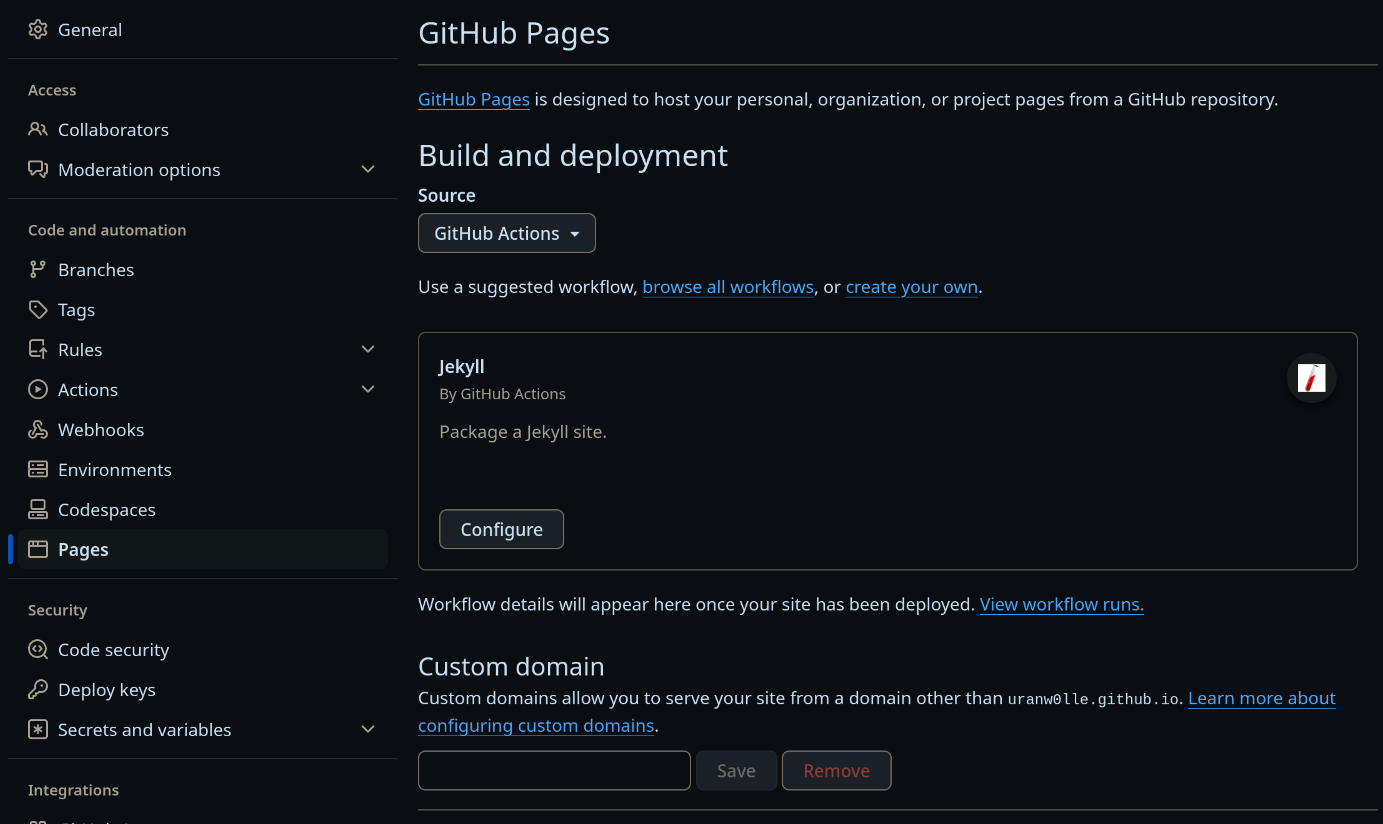 General
Access
Collaborators
Moderation options
Code and automation
Branches
Tags
Rules
Actions
Webhooks
Environments
Codespaces
Pages
Security
Code security
Deploy keys
Secrets and variables
Integrations
GitHub Pages
GitHub Pages is designed to host your personal, organization, or project pages from a GitHub repository.
Build and deployment
Source
GitHub Actions
Use a suggested workflow, browse all workflows, or create your own.
Jekyll
By GitHub Actions
Package a Jekyll site.
Configure
Workflow details will appear here once your site has been deployed. View workflow runs.
Custom domain
Custom domains allow you to serve your site from a domain other than uranw0lle.github.io. Learn more about
configuring custom domains.
Save
Remove